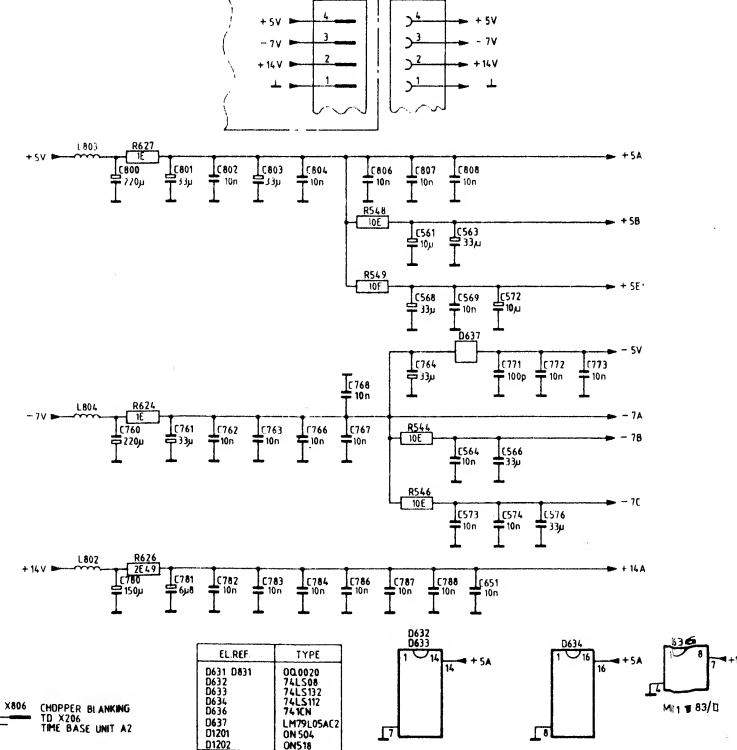 +5V 4 4 +5V
-7V 3 3 -7V
+14V 2 2 +14V
1 1
+5V L803 R627 1E +5A
C800 220µ C801 33µ C802 10n C803 33µ C804 10n C806 10n C807 10n C808 10n
R548 10E +5B
C561 10µ C563 33µ
R549 10E +5E
C568 33µ C569 10n C572 10µ
D637 -5V
C764 33µ C771 100p C772 10n C773 10n
C768 10n
-7V L804 R624 1E -7A
C760 220µ C761 33µ C762 10n C763 10n C766 10n C767 10n
R544 10E -7B
C564 10n C566 33µ
R546 10E -7C
C573 10n C574 10n C576 33µ
+14V L802 R626 2E49 +14A
C780 150µ C781 6µ8 C782 10n C783 10n C784 10n C786 10n C787 10n C788 10n C651 10n
EL.REF TYPE
D631 D831 OQ0020
D632 74LS08
D633 74LS132
D634 74LS112
D636 741CN
D637 LM79L05AC2
D1201 ON504
D1202 ON518
D632
D633
1 14 14 +5A
7
D634
1 16 16 +5A
8
1 8 7
4
X806 CHOPPER BLANKING
TO X206
TIME BASE UNIT A2